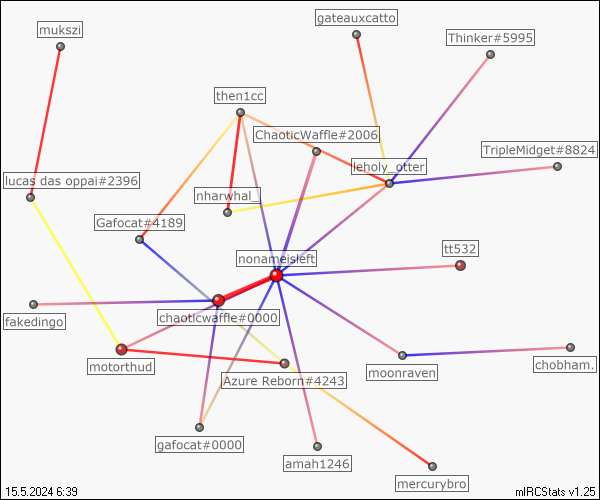 gateauxcatto
mukszi
Thinker#5995
then1cc
ChaoticWaffle#2006
TripleMidget#8824
leholy_otter
lucas das oppai#2396
nharwhal_
Gafocat#4189
tt532
nonameisleft
chaoticwaffle#0000
fakedingo
motorthud
chobham.
moonraven
Azure Reborn#4243
gafocat#0000
amah1246
mercurybro
15.5.2024 6:39
mIRCStats v1.25